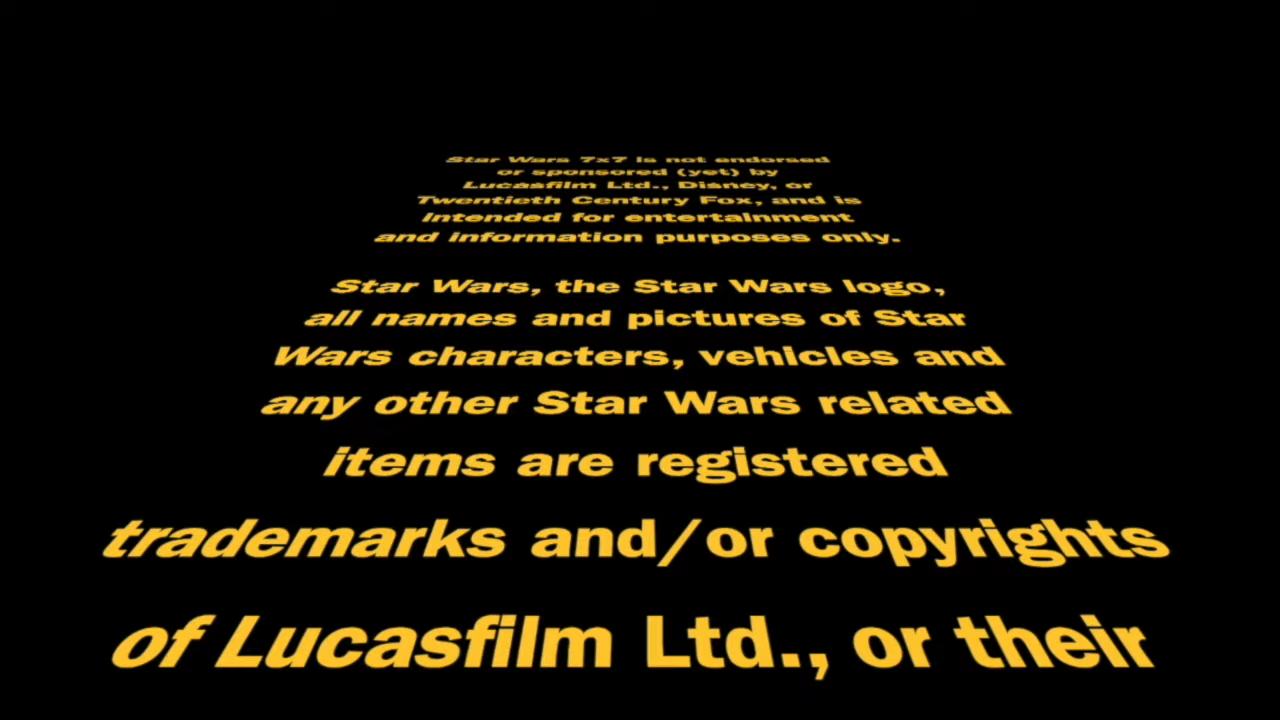 Star Wars 7x7 is not endorsed
or sponsored (yet) by
Lucasfilm Ltd., Disney, or
Twentieth Century Fox, and is
intended for entertainment
and information purposes only.
Star Wars, the Star Wars logo,
all names and pictures of Star
Wars characters, vehicles and
any other Star Wars related
items are registered
trademarks and/or copyrights
of Lucasfilm Ltd., or their